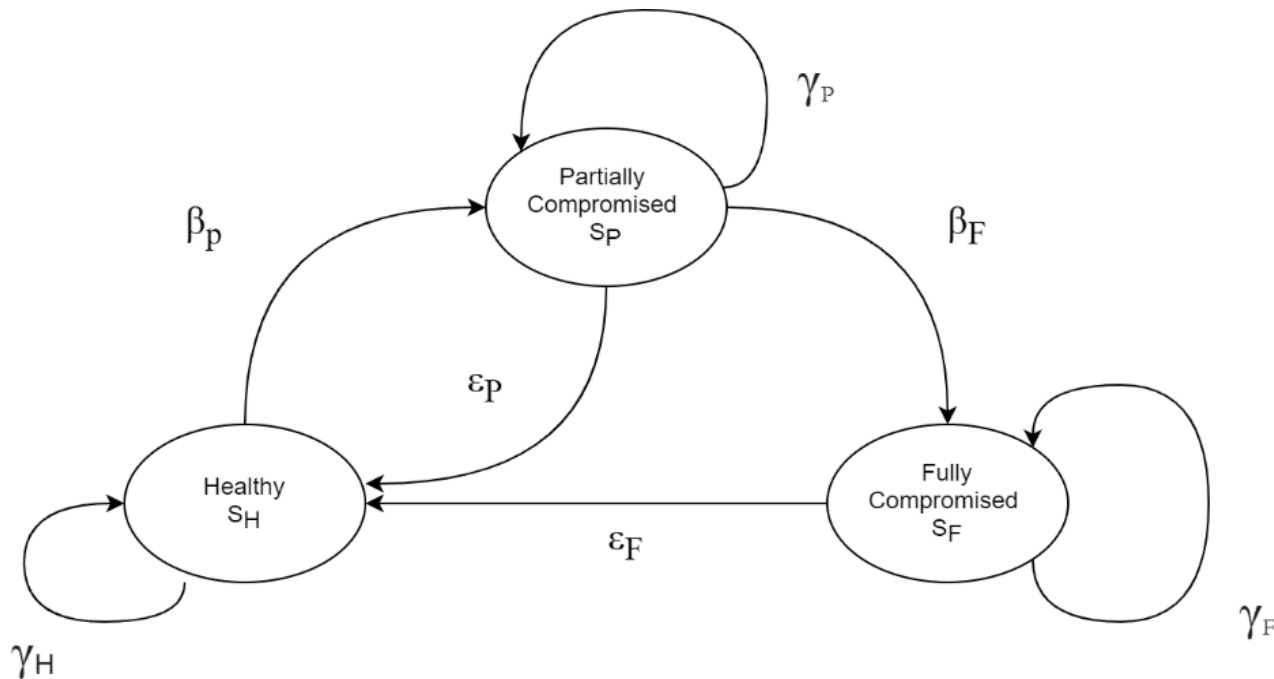 γP
Partially
Compromised
SP
βp
βF
εP
Healthy
SH
Fully
Compromised
SF
εF
γF
γH